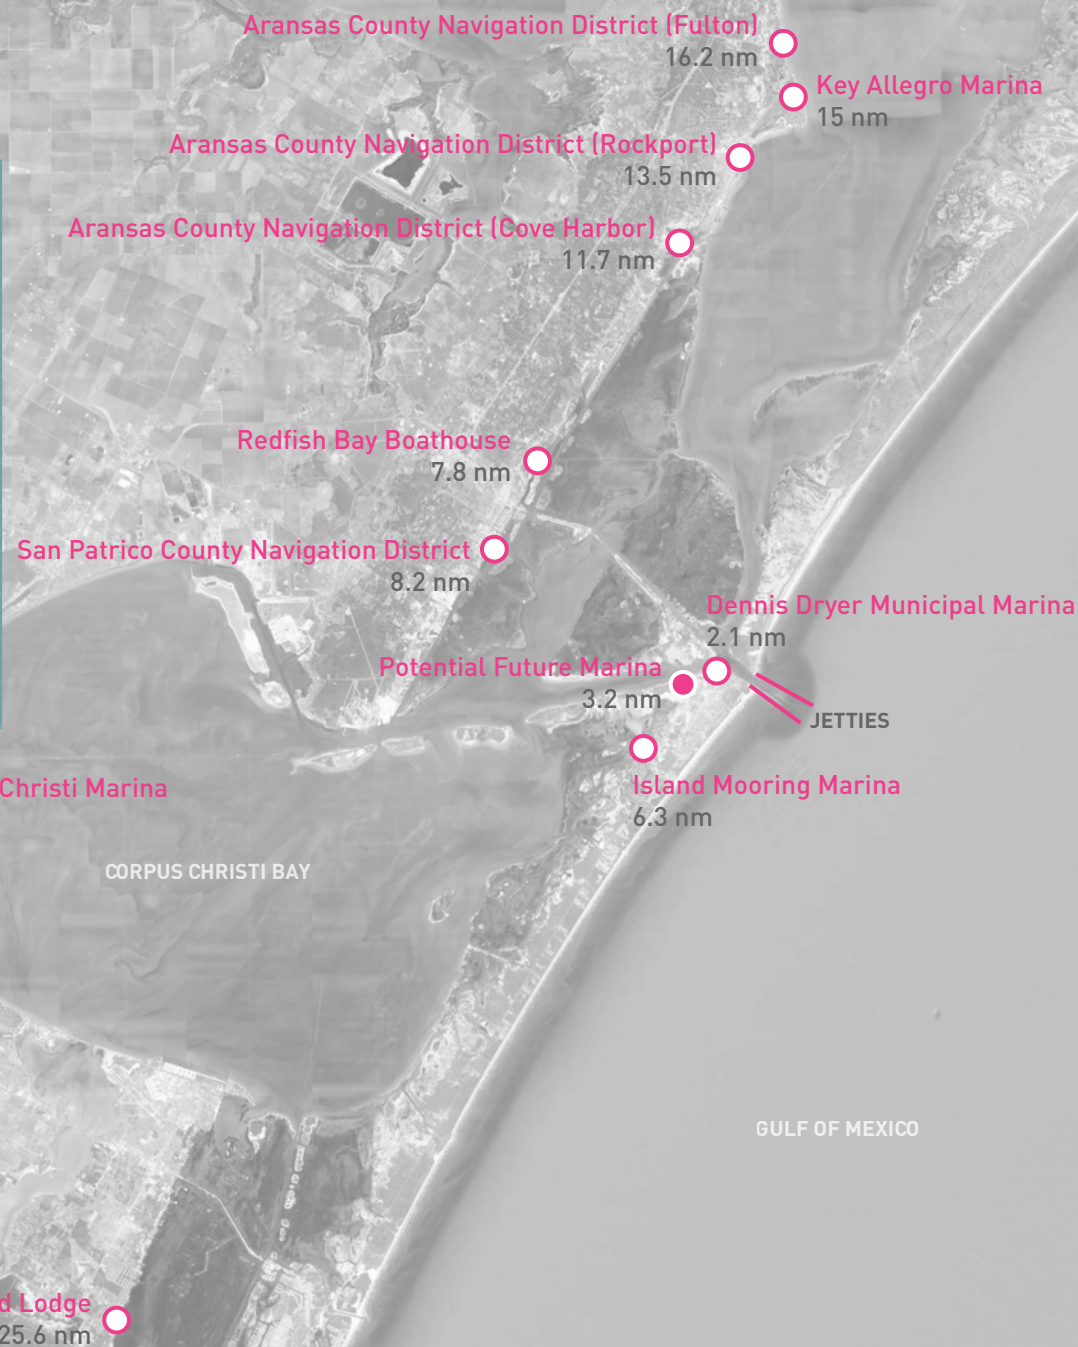 Aransas County Navigation District (Fulton)
16.2 nm
Key Allegro Marina
15 nm
Aransas County Navigation District (Rockport)
13.5 nm
Aransas County Navigation District (Cove Harbor)
11.7 nm
Redfish Bay Boathouse
7.8 nm
San Patrico County Navigation District
8.2 nm
Dennis Dryer Municipal Marina
2.1 nm
Potential Future Marina
3.2 nm
JETTIES
Christi Marina
Island Mooring Marina
6.3 nm
CORPUS CHRISTI BAY
GULF OF MEXICO
d Lodge
25.6 nm